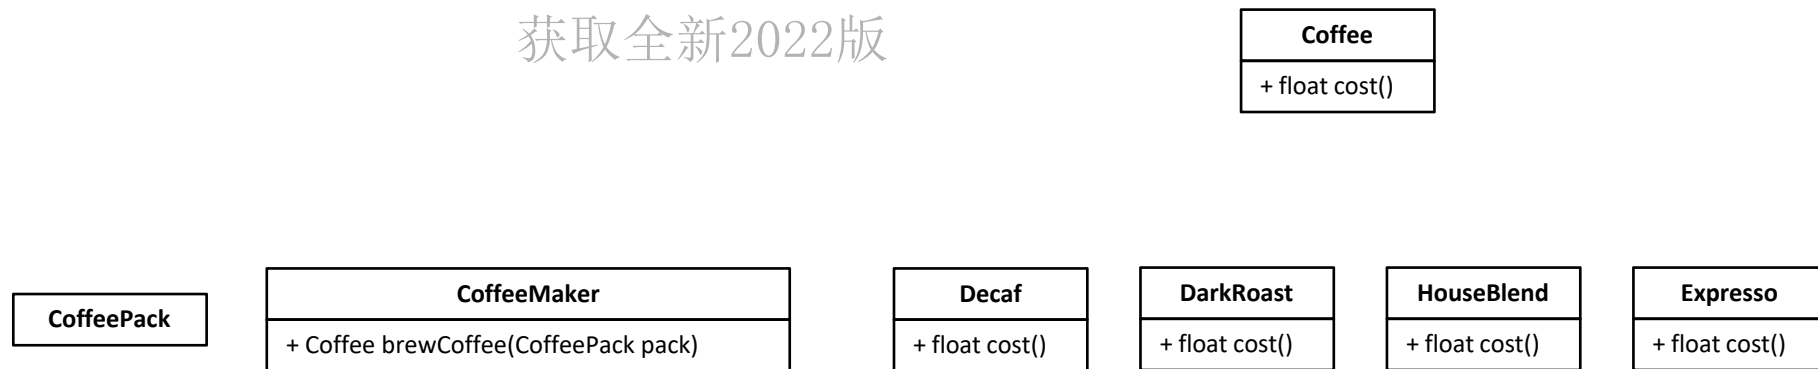 获取全新2022版
Coffee
+ float cost()
CoffeePack
CoffeeMaker
+ Coffee brewCoffee(CoffeePack pack)
Decaf
+ float cost()
DarkRoast
+ float cost()
HouseBlend
+ float cost()
Expresso
+ float cost()